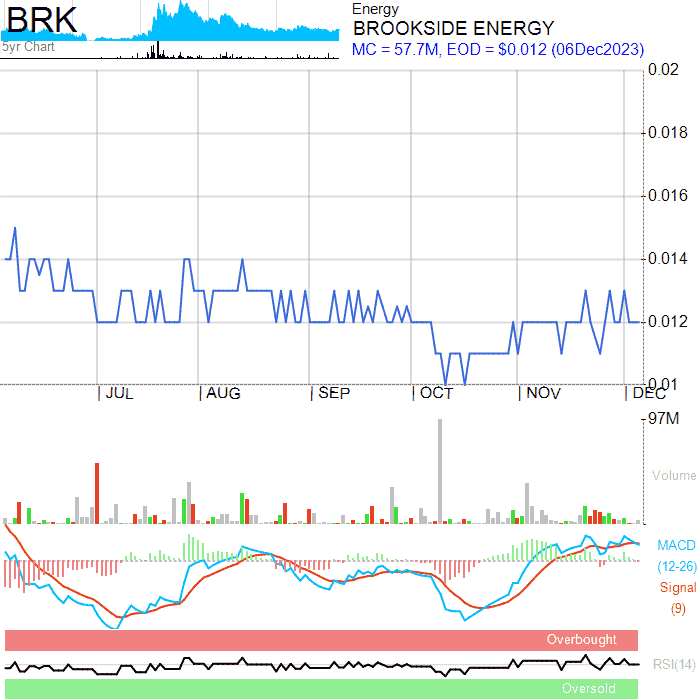 BRK
5yr Chart
Energy
BROOKSIDE ENERGY
MC = 57.7M, EOD = $0.012 (06Dec2023)
0.02
0.018
0.016
0.014
0.012
0.01
JUL AUG SEP OCT NOV DEC
97M
Volume
MACD
(12-26)
Signal
(9)
Overbought
RSI(14)
Oversold